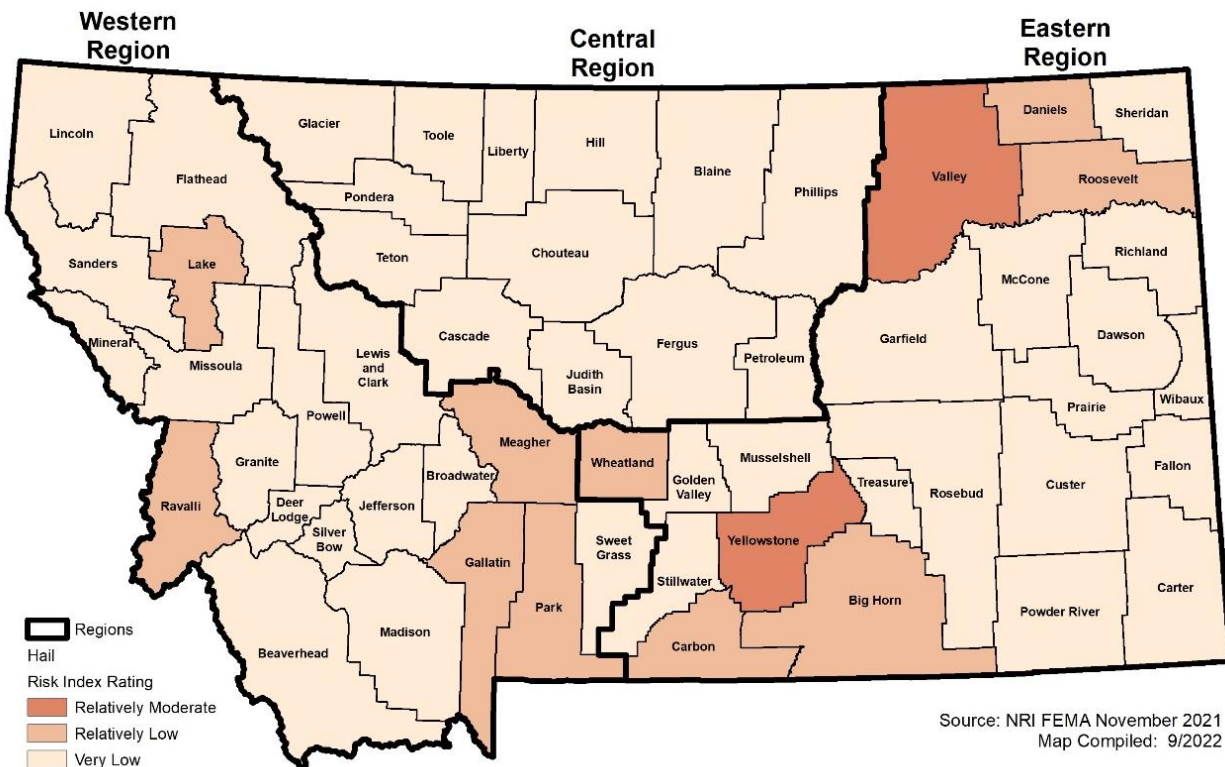 Western
Region
Central
Region
Eastern
Region
Lincoln
Flathead
Glacier
Toole
Liberty
Hill
Blaine
Phillips
Valley
Daniels
Sheridan
Roosevelt
Pondera
Teton
Chouteau
Sanders
Lake
Richland
McCone
Dawson
Garfield
Mineral
Missoula
Lewis
and
Clark
Cascade
Judith
Basin
Fergus
Petroleum
Prairie
Wibaux
Powell
Meagher
Wheatland
Golden
Valley
Musselshell
Treasure
Rosebud
Custer
Fallon
Ravalli
Granite
Deer
Lodge
Silver
Bow
Jefferson
Broadwater
Gallatin
Park
Sweet
Grass
Stillwater
Yellowstone
Big Horn
Carbon
Powder River
Carter
Beaverhead
Madison
Regions
Hail
Risk Index Rating
Relatively Moderate
Relatively Low
Very Low
Source: NRI FEMA November 2021
Map Compiled: 9/2022